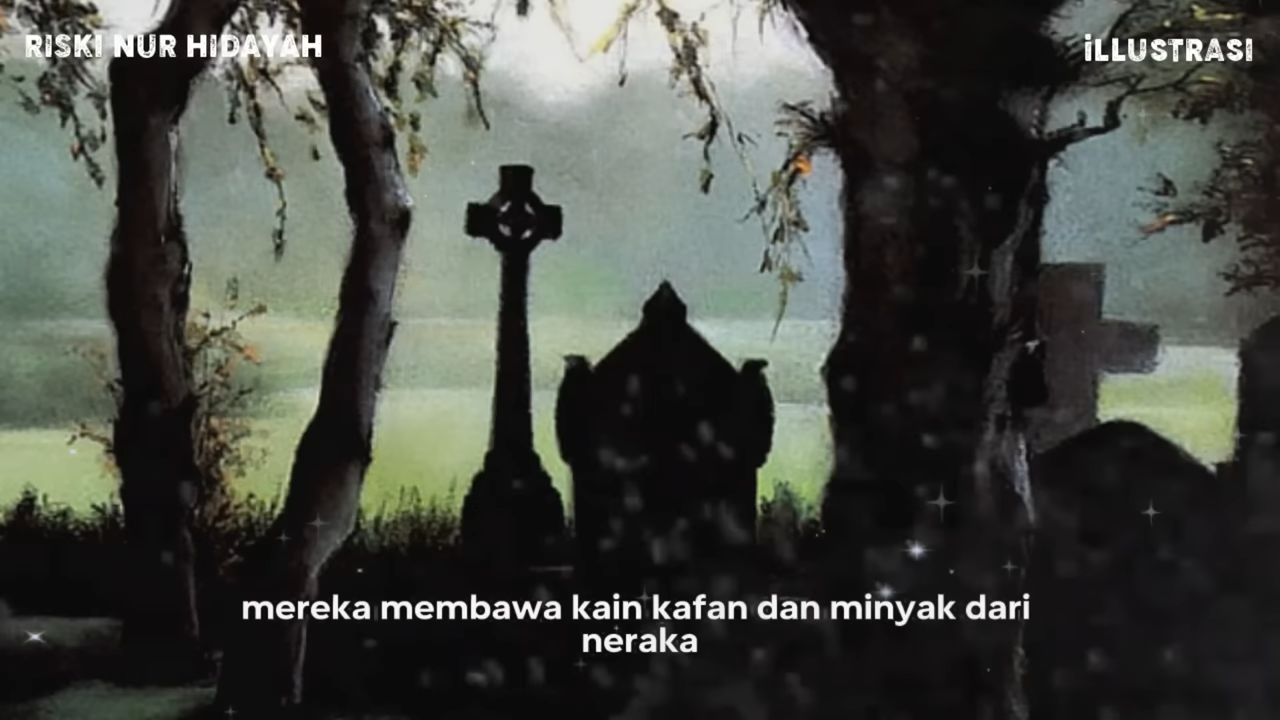 RISKI NUR HIDAYAH
ILLUSTRASI
mereka membawa kain kafan dan minyak dari
neraka